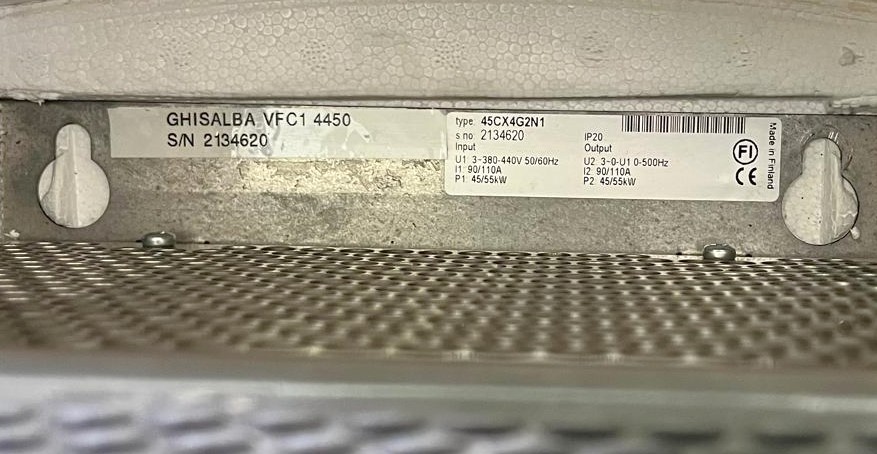 GHISALBA VFC1 4450
S/N 2134620
type: 45CX4G2N1
s no 2134620
Input
U1 3~380-440V 50/60Hz
I1: 90/110A
P1: 45/55kW
IP20
Output
U2: 3~0-U1 0-500Hz
I2: 90/110A
P2: 45/55kW
FI
CE
Made in Finland